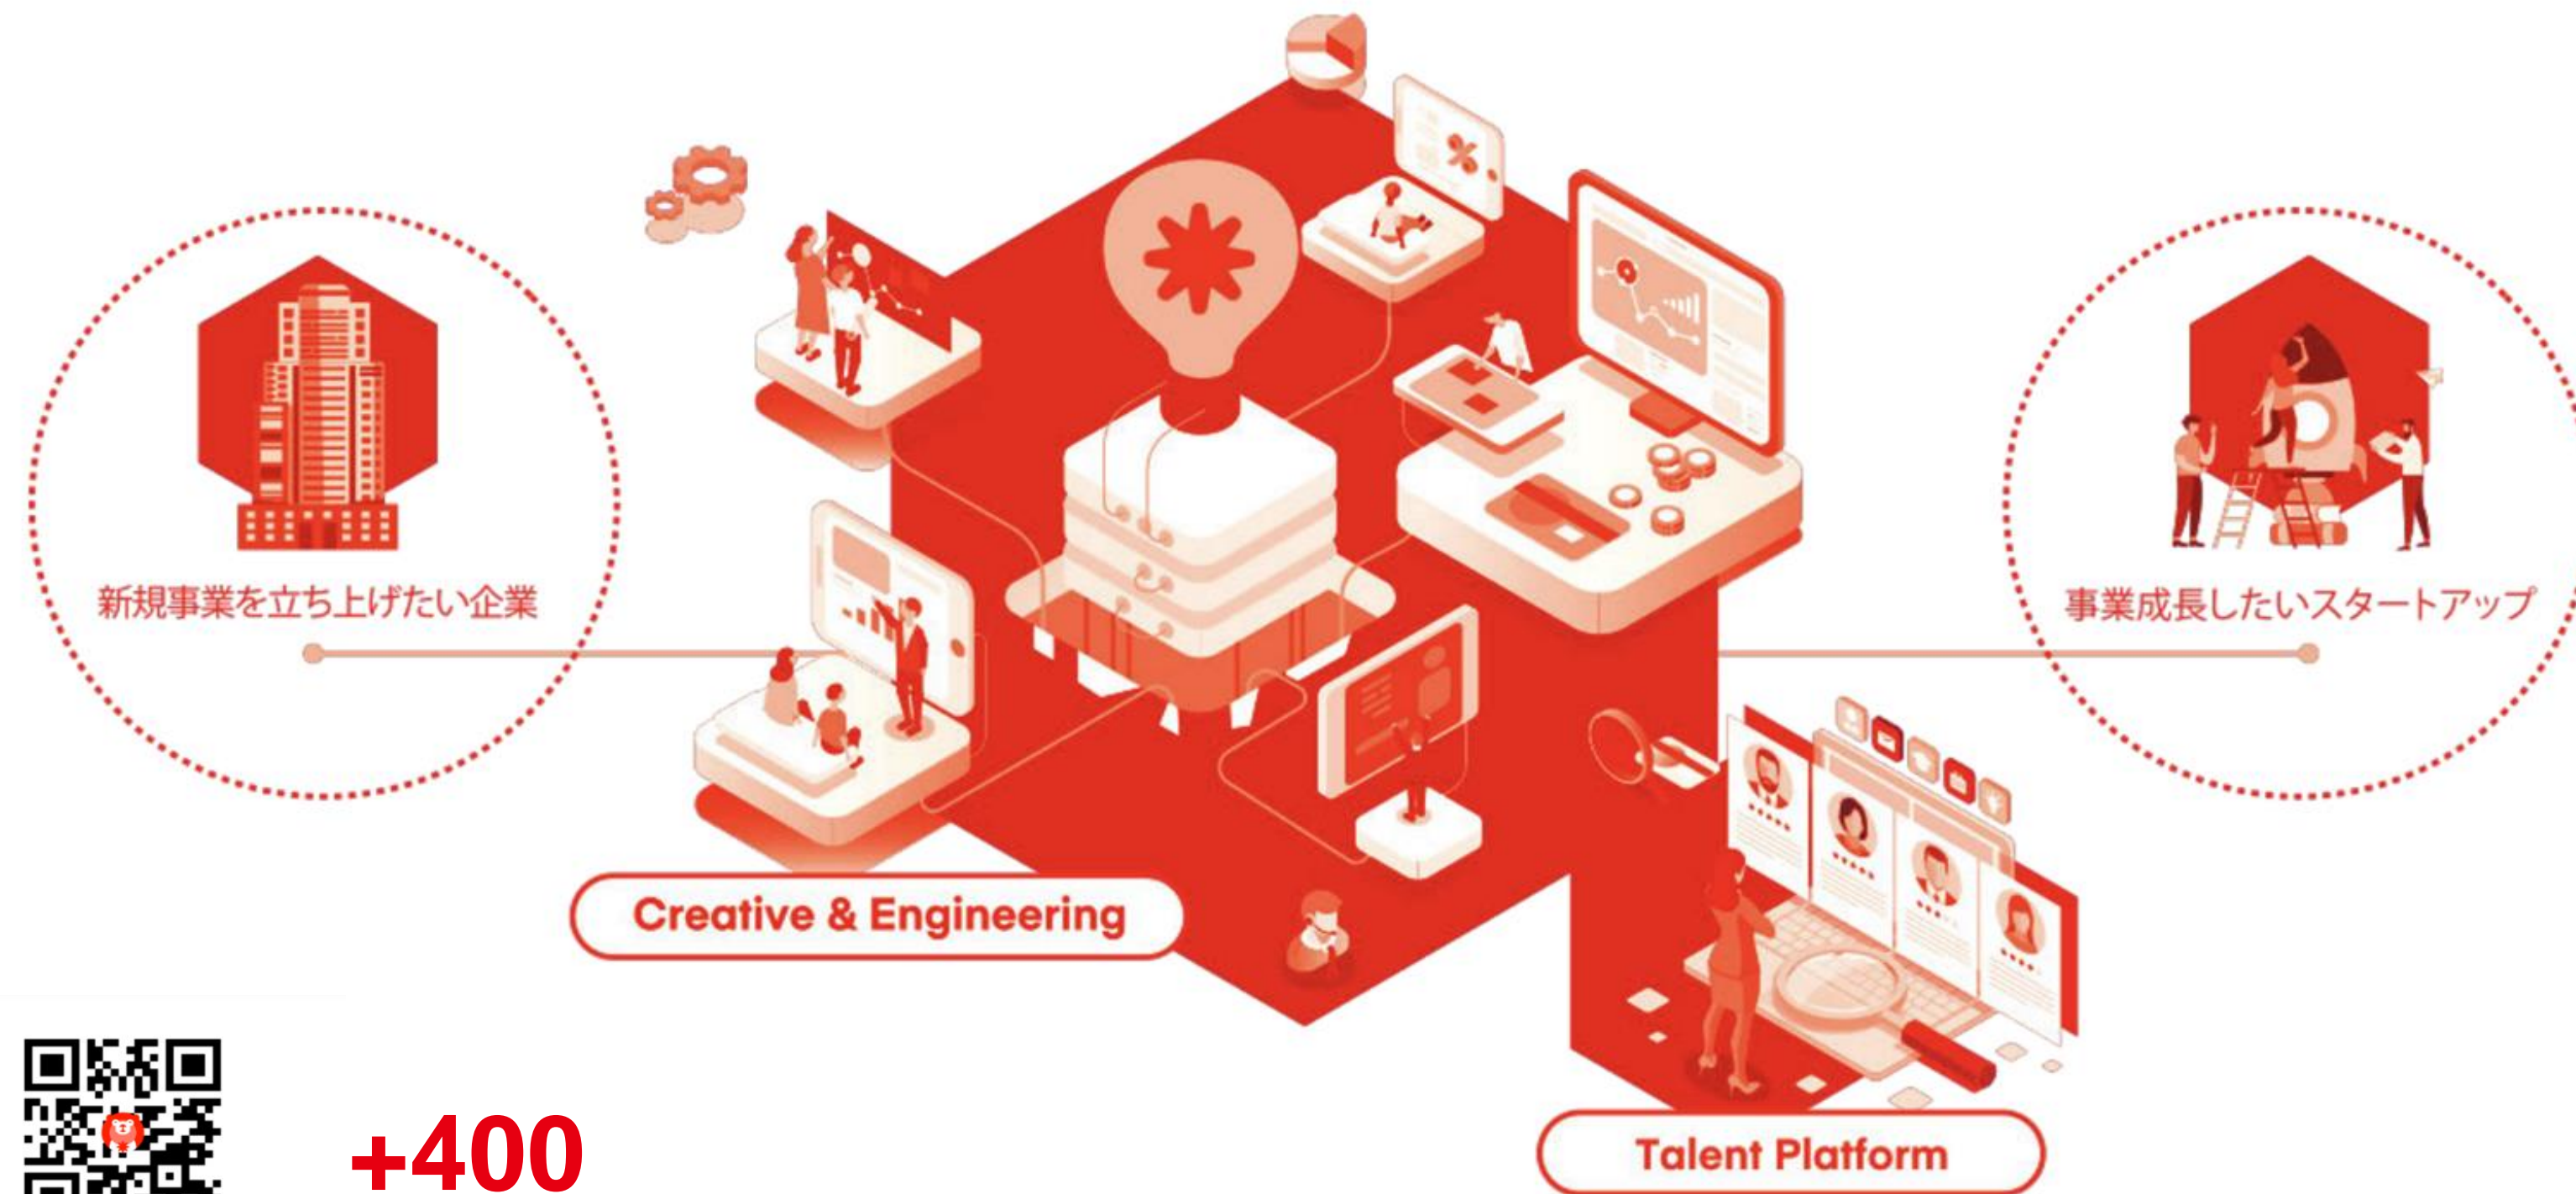 新規事業を立ち上げたい企業
事業成長したいスタートアップ
Creative & Engineering
Talent Platform
+400